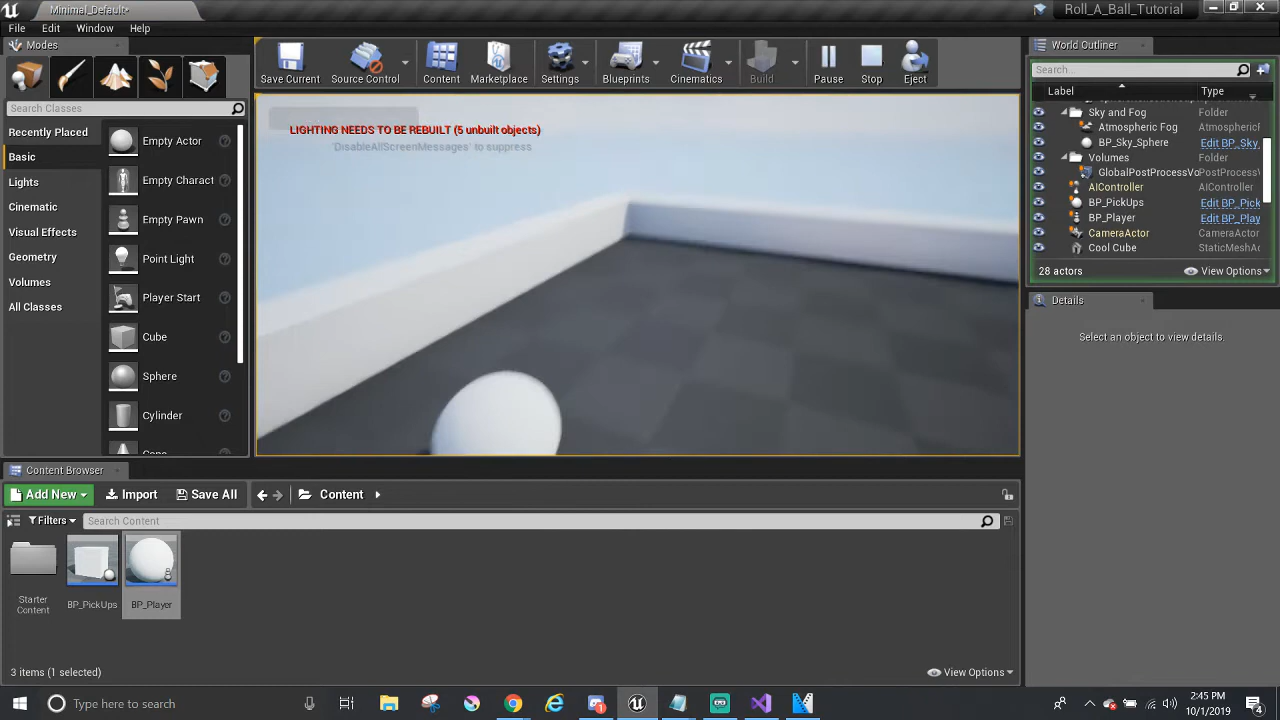 Minimal_Default•
Roll_A_Ball_Tutorial
File Edit Window Help
Modes
World Outliner
Save Current Source Control Content Marketplace Settings Blueprints Cinematics Build Pause Stop Eject
Search...
Label Type
Search Classes
Recently Placed
Basic
Lights
Cinematic
Visual Effects
Geometry
Volumes
All Classes
Empty Actor
Empty Charact
Empty Pawn
Point Light
Player Start
Cube
Sphere
Cylinder
LIGHTING NEEDS TO BE REBUILT (5 unbuilt objects)
'DisableAllScreenMessages' to suppress
Sky and Fog Folder
Atmospheric Fog Atmospheric
BP_Sky_Sphere Edit BP_Sky_
Volumes Folder
GlobalPostProcessVo PostProcessV
AIController AIController
BP_PickUps Edit BP_Pick
BP_Player Edit BP_Play
CameraActor CameraActor
Cool Cube StaticMeshAc
28 actors View Options
Details
Select an object to view details
Content Browser
Add New Import Save All Content
Filters Search Content
Starter Content
BP_PickUps
BP_Player
3 items (1 selected) View Options
Type here to search
2:45 PM
10/1/2019
4